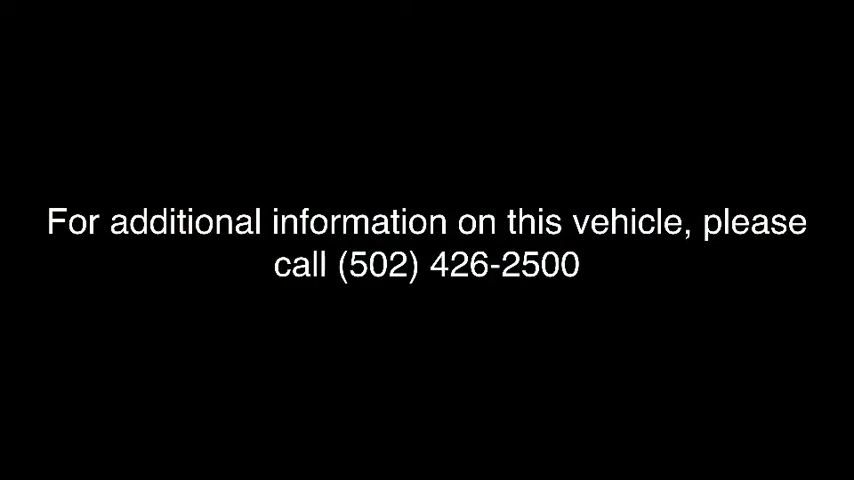 For additional information on this vehicle, please
call (502) 426-2500